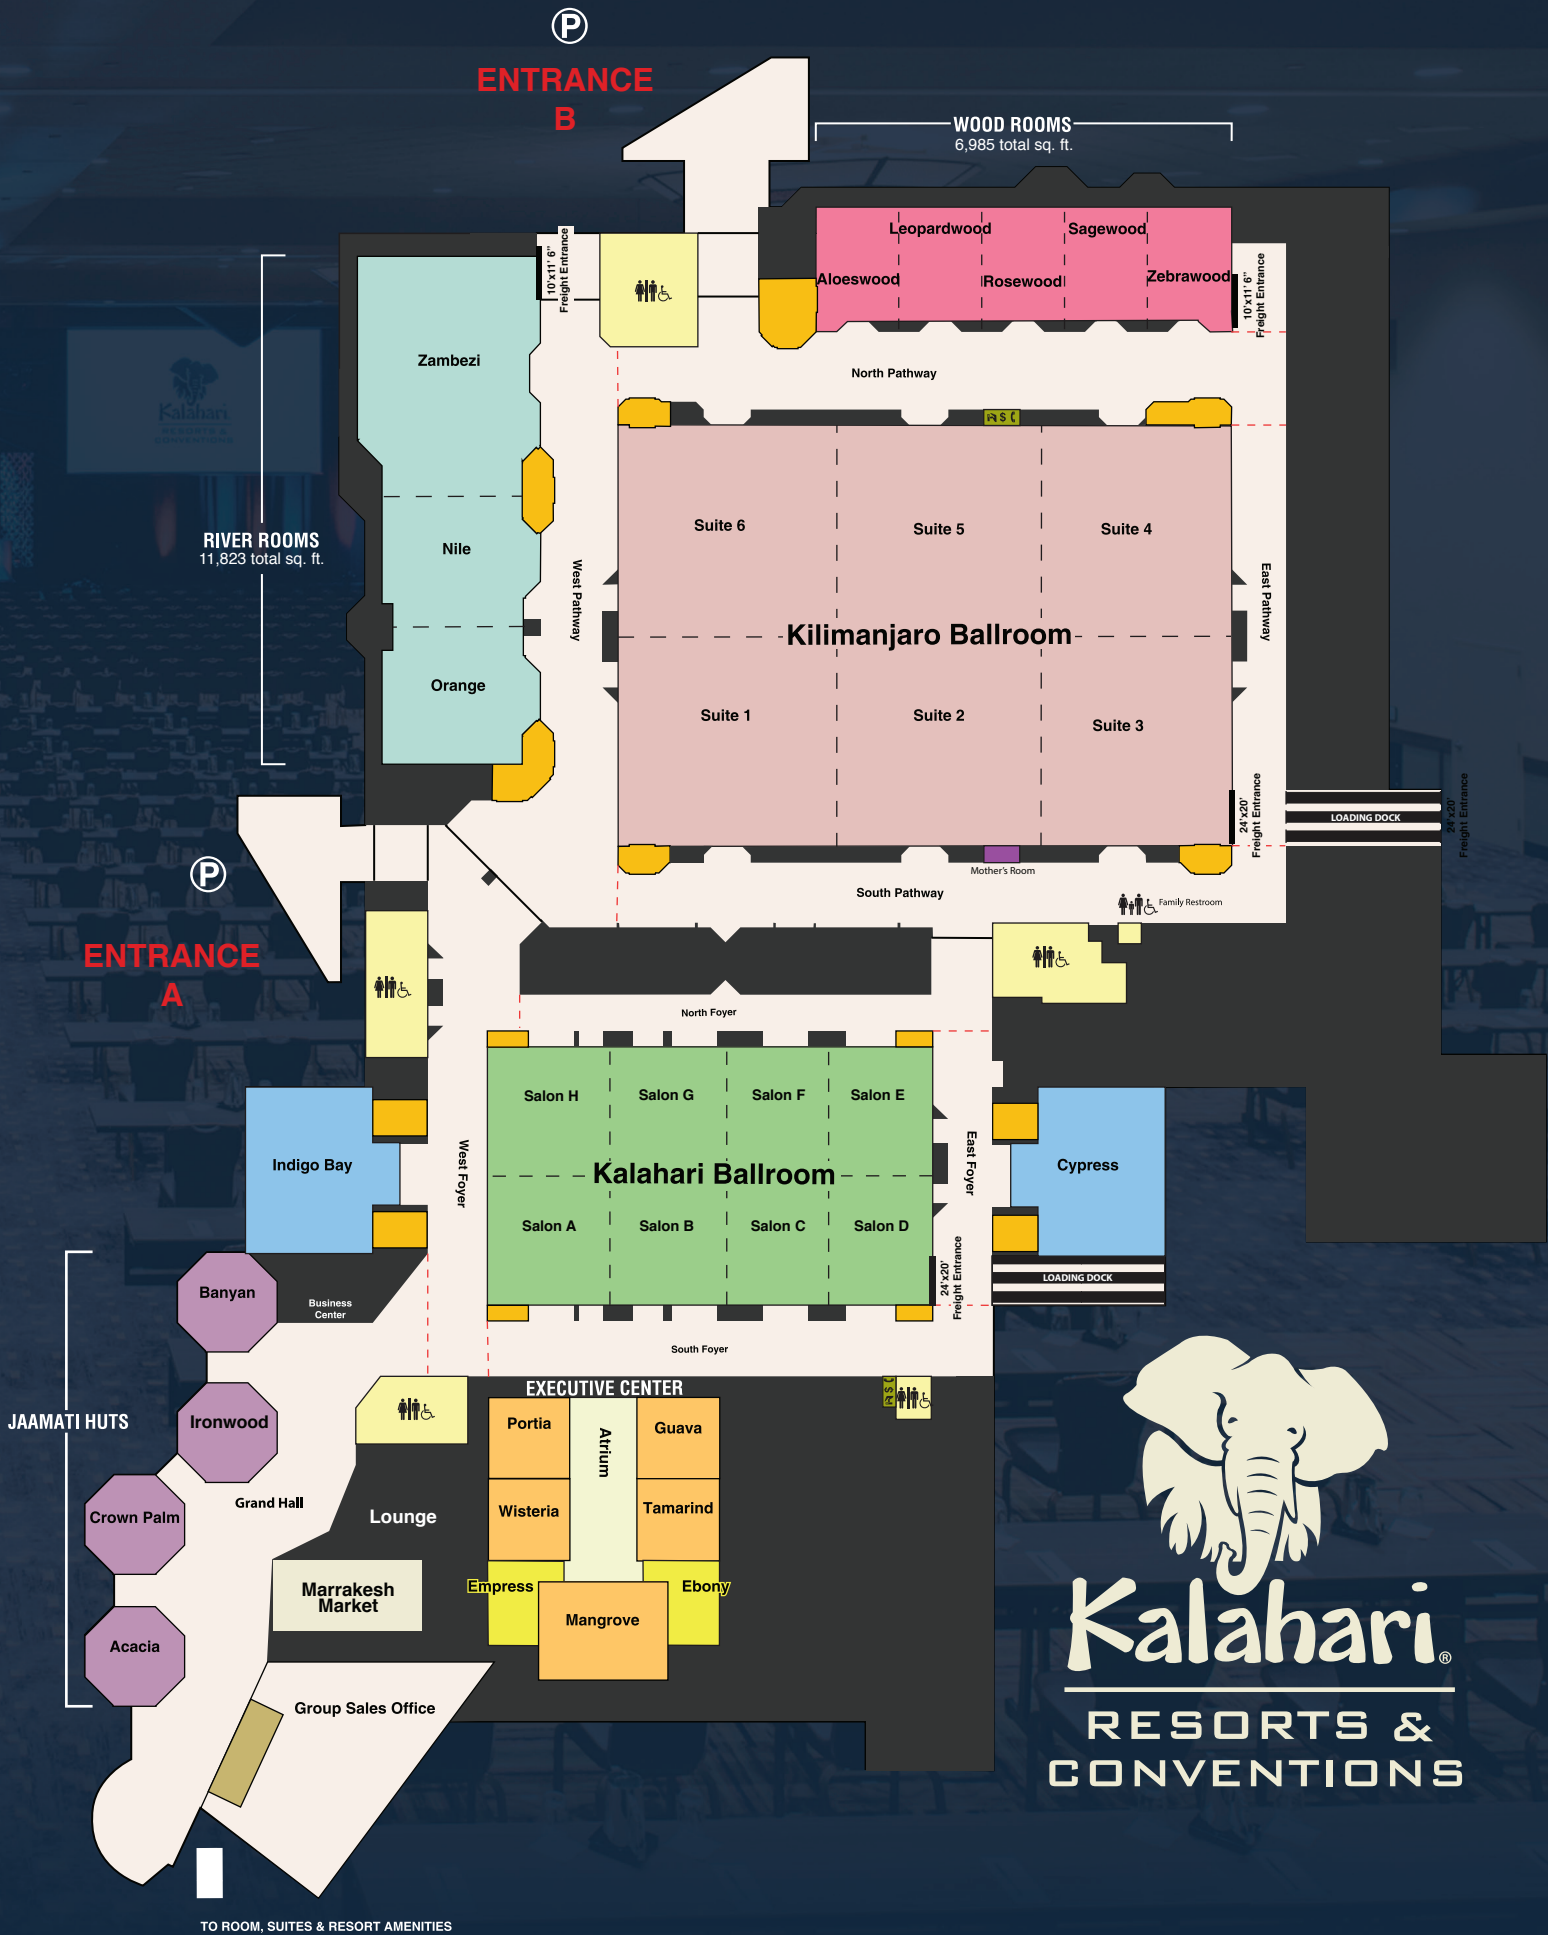 P
ENTRANCE
B
WOOD ROOMS
6,985 total sq. ft.
Leopardwood
Sagewood
Aloeswood
Rosewood
Zebrawood
10'x11' 6"
Freight Entrance
10'x11' 6"
Freight Entrance
Zambezi
North Pathway
Kalahari
RESORTS &
CONVENTIONS
$
RIVER ROOMS
11,823 total sq. ft.
Nile
Orange
West Pathway
Suite 6
Suite 5
Suite 4
Kilimanjaro Ballroom
East Pathway
Suite 1
Suite 2
Suite 3
24'x20'
Freight Entrance
LOADING DOCK
24'x20'
Freight Entrance
Mother's Room
South Pathway
Family Restroom
P
ENTRANCE
A
North Foyer
Salon H
Salon G
Salon F
Salon E
Kalahari Ballroom
Salon A
Salon B
Salon C
Salon D
West Foyer
East Foyer
Indigo Bay
Cypress
24'x20'
Freight Entrance
LOADING DOCK
Banyan
Business
Center
South Foyer
EXECUTIVE CENTER
$
JAAMATI HUTS
Ironwood
Portia
Atrium
Guava
Grand Hall
Crown Palm
Lounge
Wisteria
Tamarind
Marrakesh
Market
Empress
Ebony
Mangrove
Acacia
Group Sales Office
Kalahari®
RESORTS &
CONVENTIONS
TO ROOM, SUITES & RESORT AMENITIES